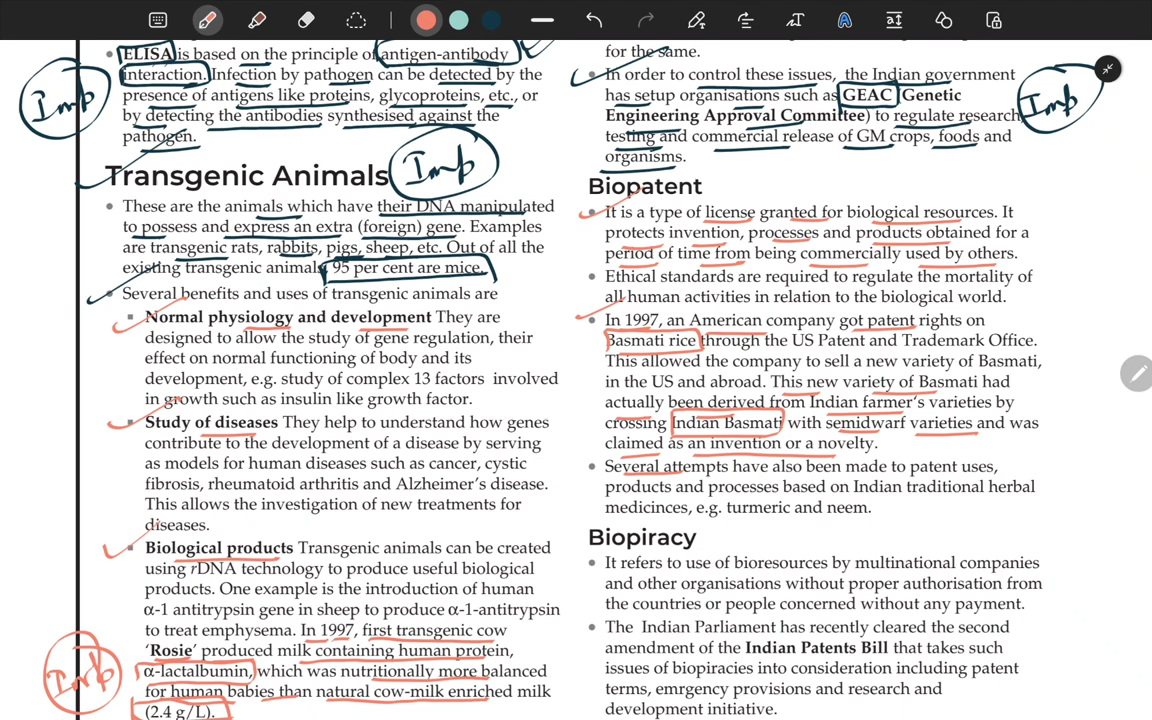 ELISA is based on the principle of antigen-antibody
interaction. Infection by pathogen can be detected by the
presence of antigens like proteins, glycoproteins, etc., or
by detecting the antibodies synthesised against the
pathogen.
Imp
Transgenic Animals
Imp
These are the animals which have their DNA manipulated
to possess and express an extra (foreign) gene. Examples
are transgenic rats, rabbits, pigs, sheep, etc. Out of all the
existing transgenic animals, 95 per cent are mice.
Several benefits and uses of transgenic animals are
Normal physiology and development They are
designed to allow the study of gene regulation, their
effect on normal functioning of body and its
development, e.g. study of complex 13 factors involved
in growth such as insulin like growth factor.
Study of diseases They help to understand how genes
contribute to the development of a disease by serving
as models for human diseases such as cancer, cystic
fibrosis, rheumatoid arthritis and Alzheimer's disease.
This allows the investigation of new treatments for
diseases.
Biological products Transgenic animals can be created
using rDNA technology to produce useful biological
products. One example is the introduction of human
α-1 antitrypsin gene in sheep to produce α-1-antitrypsin
to treat emphysema. In 1997, first transgenic cow
'Rosie' produced milk containing human protein,
α-lactalbumin, which was nutritionally more balanced
for human babies than natural cow-milk enriched milk
(2.4 g/L).
Imp
for the same.
In order to control these issues, the Indian government
has setup organisations such as GEAC (Genetic
Engineering Approval Committee) to regulate research
testing and commercial release of GM crops, foods and
organisms.
Imp
Biopatent
It is a type of license granted for biological resources. It
protects invention, processes and products obtained for a
period of time from being commercially used by others.
Ethical standards are required to regulate the mortality of
all human activities in relation to the biological world.
In 1997, an American company got patent rights on
Basmati rice through the US Patent and Trademark Office.
This allowed the company to sell a new variety of Basmati,
in the US and abroad. This new variety of Basmati had
actually been derived from Indian farmer's varieties by
crossing Indian Basmati with semidwarf varieties and was
claimed as an invention or a novelty.
Several attempts have also been made to patent uses,
products and processes based on Indian traditional herbal
medicinces, e.g. turmeric and neem.
Biopiracy
It refers to use of bioresources by multinational companies
and other organisations without proper authorisation from
the countries or people concerned without any payment.
The Indian Parliament has recently cleared the second
amendment of the Indian Patents Bill that takes such
issues of biopiracies into consideration including patent
terms, emrgency provisions and research and
development initiative.